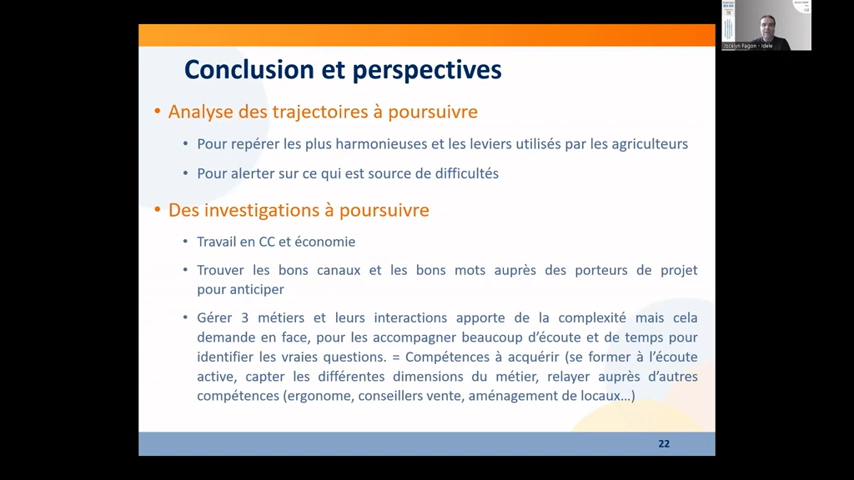 Conclusion et perspectives
• Analyse des trajectoires à poursuivre
• Pour repérer les plus harmonieuses et les leviers utilisés par les agriculteurs
• Pour alerter sur ce qui est source de difficultés
• Des investigations à poursuivre
• Travail en CC et économie
• Trouver les bons canaux et les bons mots auprès des porteurs de projet
pour anticiper
• Gérer 3 métiers et leurs interactions apporte de la complexité mais cela
demande en face, pour les accompagner beaucoup d'écoute et de temps pour
identifier les vraies questions. = Compétences à acquérir (se former à l'écoute
active, capter les différentes dimensions du métier, relayer auprès d'autres
compétences (ergonome, conseillers vente, aménagement de locaux…)
22
Jocelyn Fagon - Idele